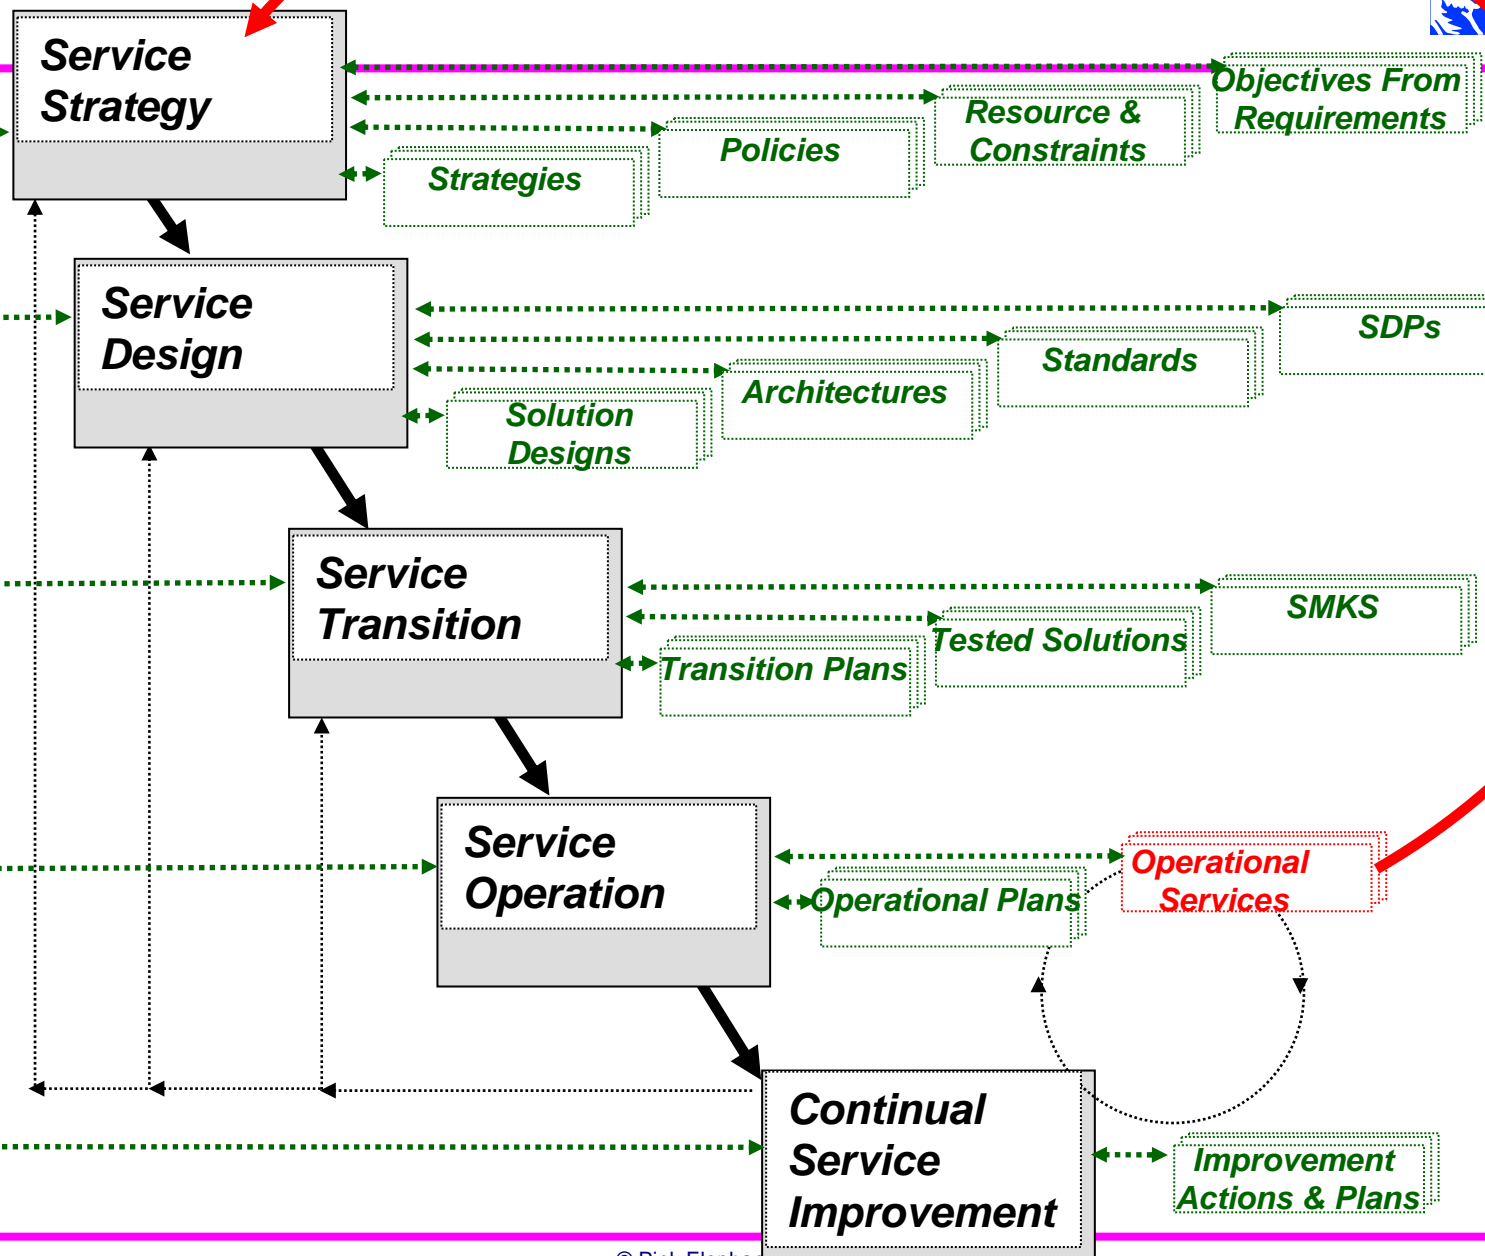 Service
Strategy
Objectives From
Requirements
Resource &
Constraints
Policies
Strategies
Service
Design
SDPs
Standards
Architectures
Solution
Designs
Service
Transition
SMKS
Tested Solutions
Transition Plans
Service
Operation
Operational
Services
Operational Plans
Continual
Service
Improvement
Improvement
Actions & Plans
©